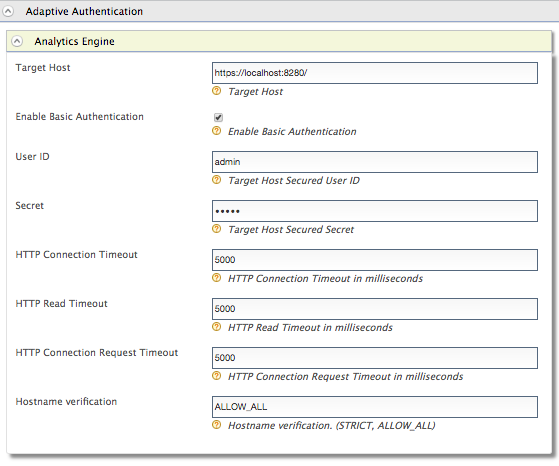 Adaptive Authentication
Analytics Engine
Target Host
https://localhost:8280/
Target Host
Enable Basic Authentication
Enable Basic Authentication
User ID
admin
Target Host Secured User ID
Secret
•••••
Target Host Secured Secret
HTTP Connection Timeout
5000
HTTP Connection Timeout in milliseconds
HTTP Read Timeout
5000
HTTP Read Timeout in milliseconds
HTTP Connection Request Timeout
5000
HTTP Connection Request Timeout in milliseconds
Hostname verification
ALLOW_ALL
Hostname verification. (STRICT, ALLOW_ALL)